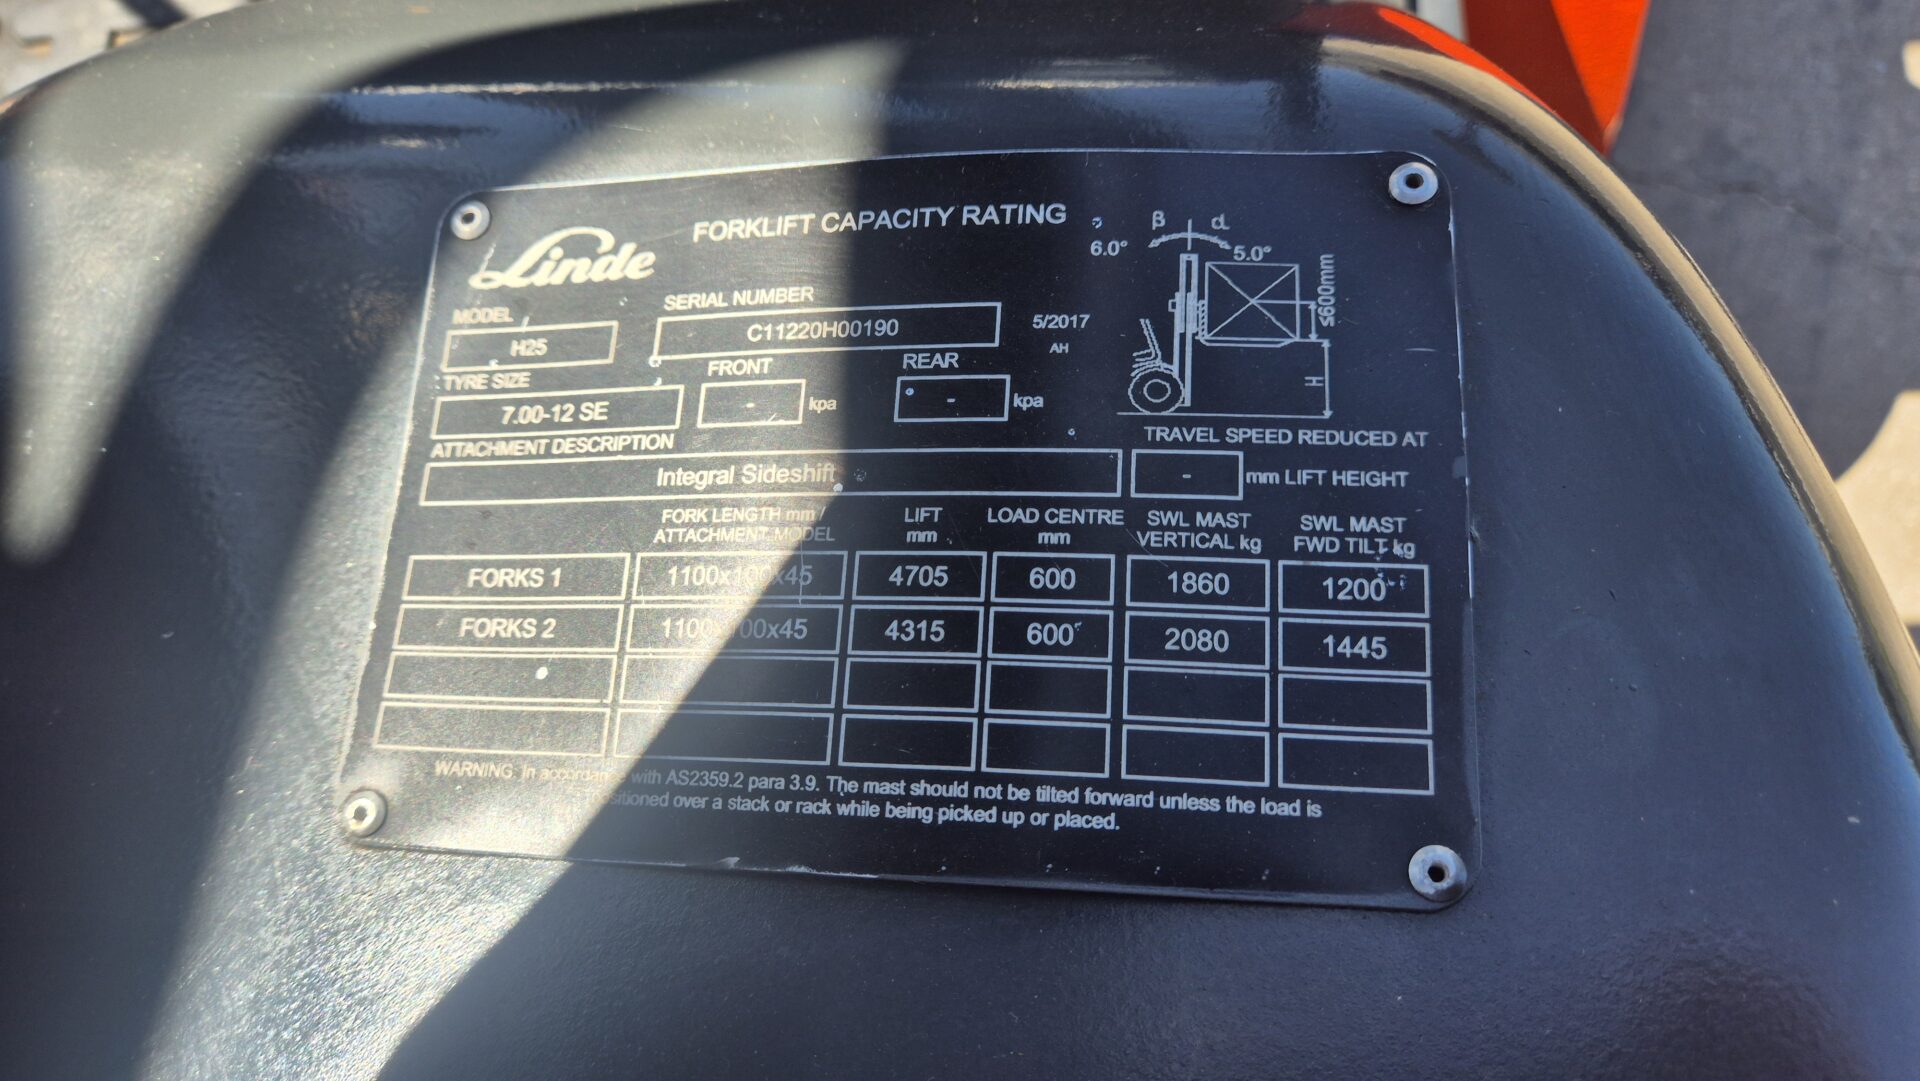 Linde
FORKLIFT CAPACITY RATING
6.0° β α 5.0°
≤600mm
H
MODEL
H25
SERIAL NUMBER
C11220H00190
5/2017
AH
TYRE SIZE
7.00-12 SE
FRONT
- kpa
REAR
- kpa
ATTACHMENT DESCRIPTION
Integral Sideshift
TRAVEL SPEED REDUCED AT
- mm LIFT HEIGHT
FORK LENGTH mm / ATTACHMENT MODEL LIFT mm LOAD CENTRE mm SWL MAST VERTICAL kg SWL MAST FWD TILT kg
FORKS 1 1100x100x45 4705 600 1860 1200
FORKS 2 1100x100x45 4315 600 2080 1445
WARNING. In accordance with AS2359.2 para 3.9. The mast should not be tilted forward unless the load is
over a stack or rack while being picked up or placed.